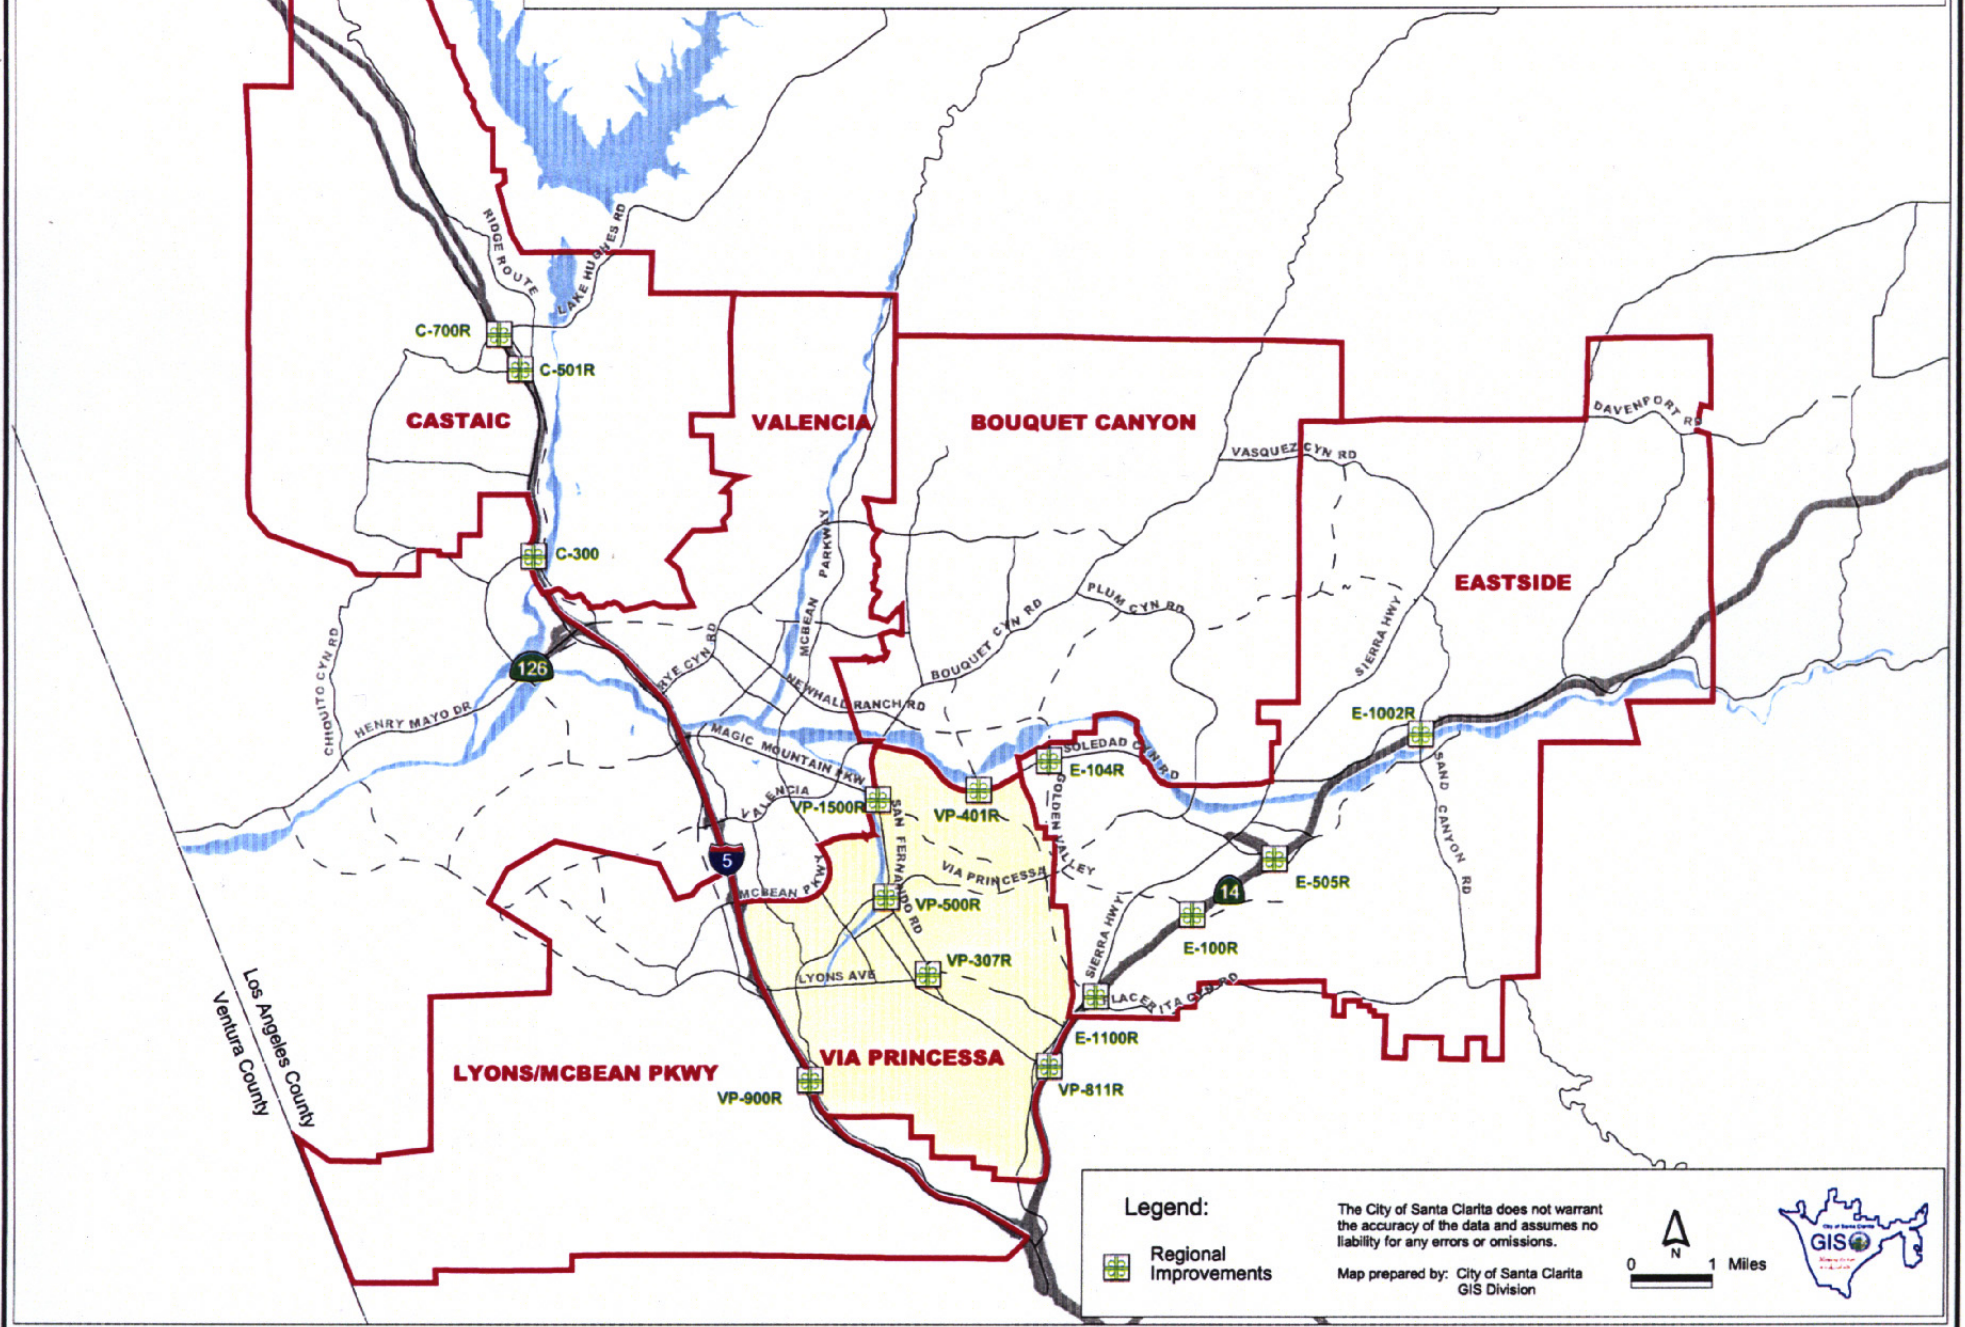 RIDGE ROUTE
LAKE HUGHES RD
C-700R
C-501R
CASTAIC
VALENCIA
BOUQUET CANYON
DAVENPORT RD
VASQUEZ CYN RD
C-300
MCBEAN PARKWAY
EASTSIDE
PLUM CYN RD
BOUQUET CYN RD
SIERRA HWY
CHIQUITO CYN RD
126
RYE CYN RD
HENRY MAYO DR
NEWHALL RANCH RD
E-1002R
MAGIC MOUNTAIN PKW
SOLEDAD CYN RD
E-104R
VALENCIA
VP-1500R
VP-401R
GOLDEN VALLEY
SAN FERNANDO RD
SAND CANYON RD
5
VIA PRINCESSA
MCBEAN PKWY
E-505R
14
VP-500R
SIERRA HWY
E-100R
VP-307R
LYONS AVE
PLACERITA CYN RD
Los Angeles County
Ventura County
E-1100R
VIA PRINCESSA
LYONS/MCBEAN PKWY
VP-900R
VP-811R
Legend:
Regional
Improvements
The City of Santa Clarita does not warrant
the accuracy of the data and assumes no
liability for any errors or omissions.
Map prepared by: City of Santa Clarita
GIS Division
N
0 1 Miles
City of Santa Clarita
GIS